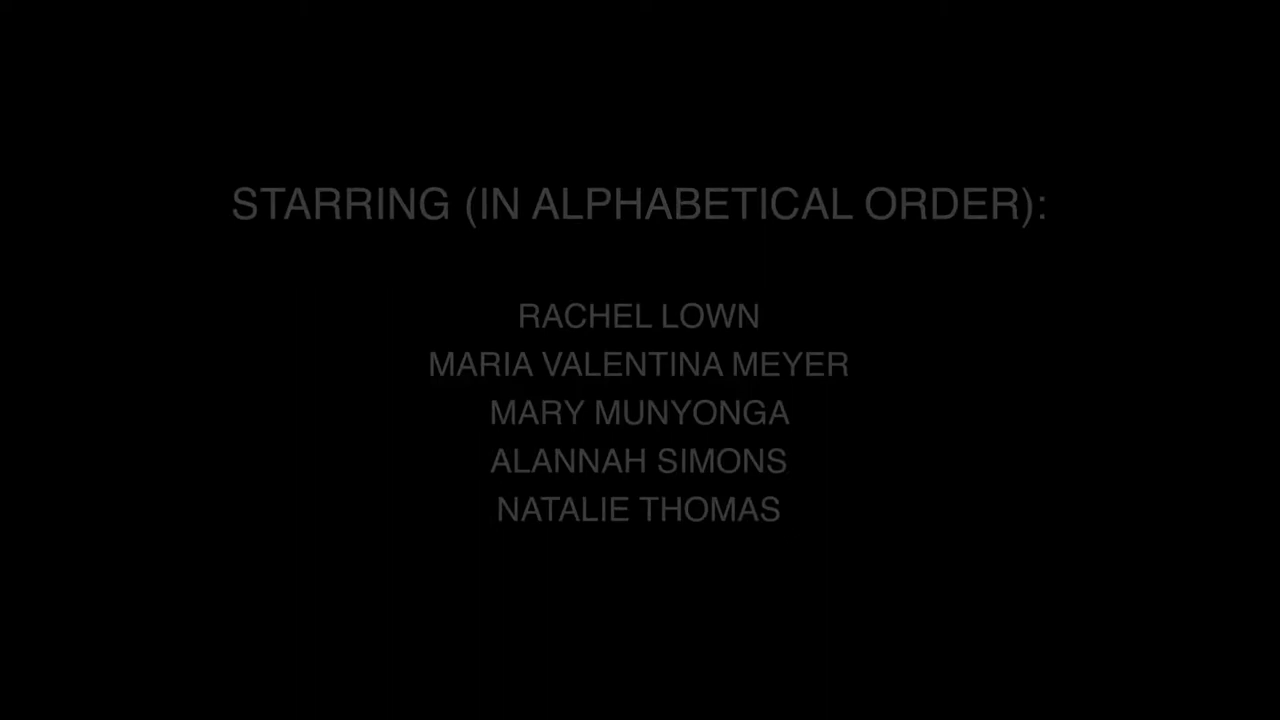 STARRING (IN ALPHABETICAL ORDER):
RACHEL LOWN
MARIA VALENTINA MEYER
MARY MUNYONGA
ALANNAH SIMONS
NATALIE THOMAS